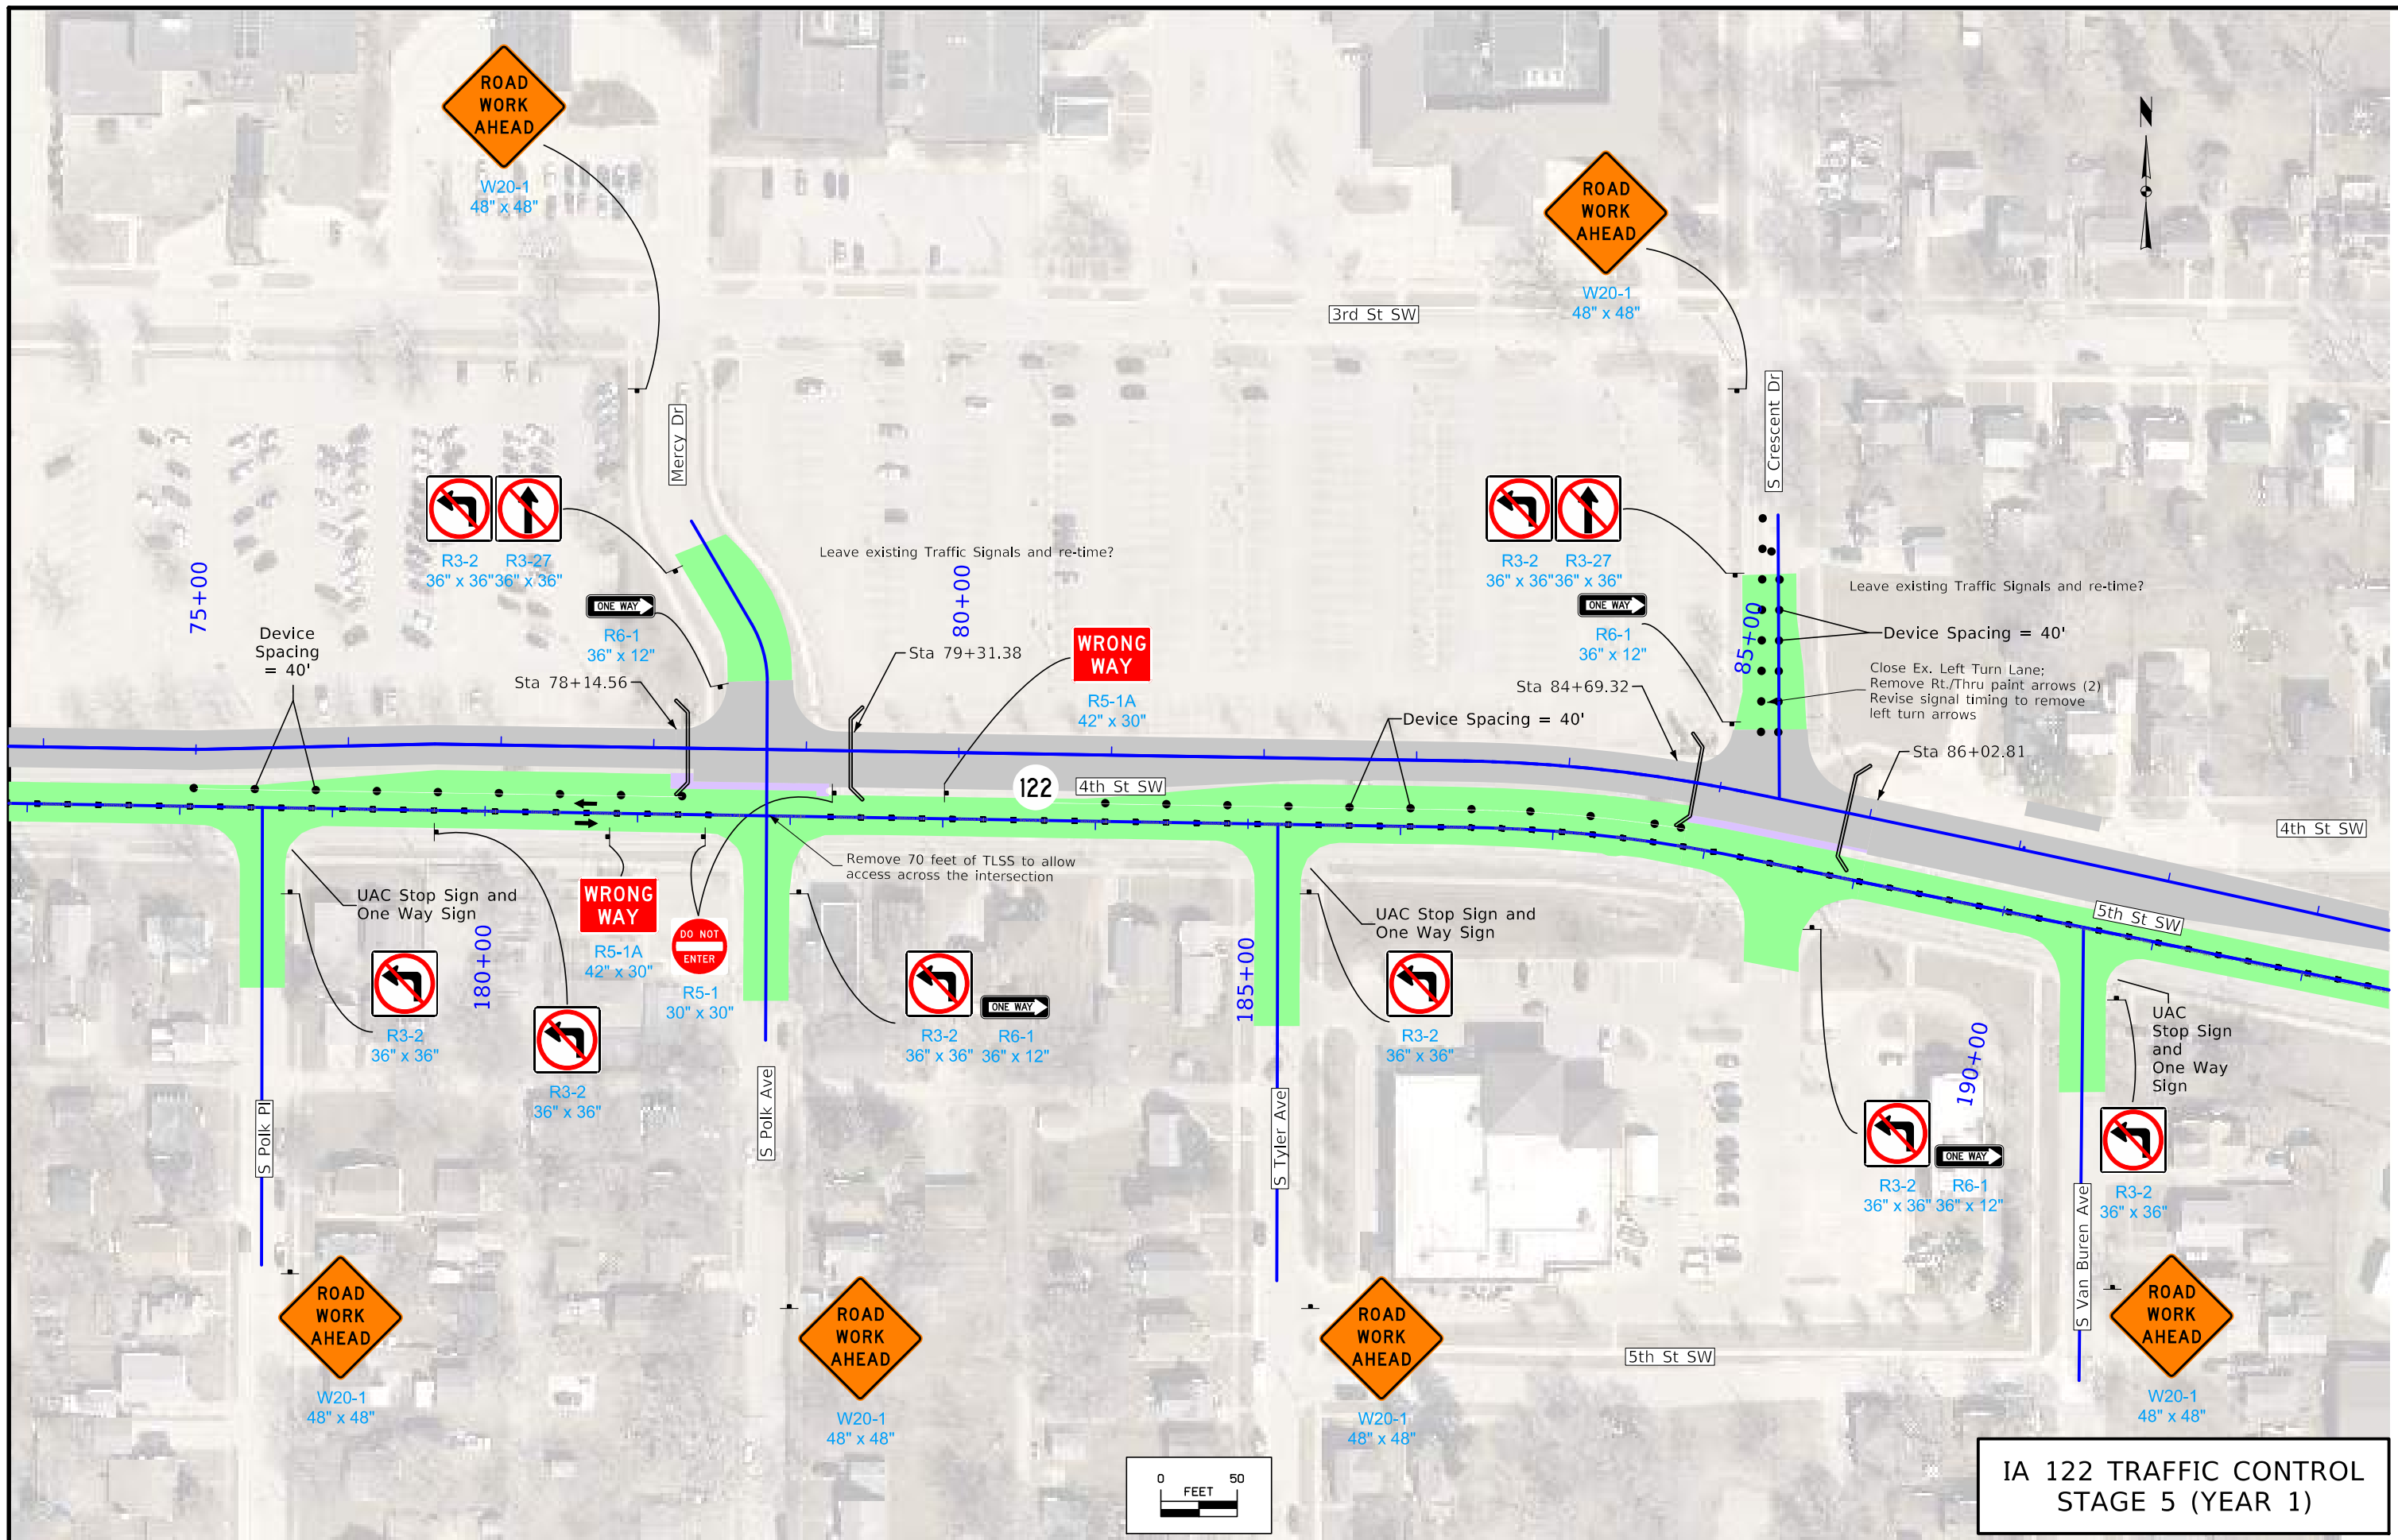 ROAD
WORK
AHEAD
W20-1
48" x 48"
ROAD
WORK
AHEAD
W20-1
48" x 48"
N
3rd St SW
Mercy Dr
S Crescent Dr
R3-2 R3-27
36" x 36" 36" x 36"
ONE WAY
R6-1
36" x 12"
Leave existing Traffic Signals and re-time?
R3-2 R3-27
36" x 36" 36" x 36"
ONE WAY
R6-1
36" x 12"
Leave existing Traffic Signals and re-time?
75+00
80+00
85+00
Device
Spacing
= 40'
Sta 78+14.56
Sta 79+31.38
WRONG
WAY
R5-1A
42" x 30"
Device Spacing = 40'
Sta 84+69.32
Device Spacing = 40'
Close Ex. Left Turn Lane;
Remove Rt./Thru paint arrows (2)
Revise signal timing to remove
left turn arrows
Sta 86+02.81
122
4th St SW
4th St SW
5th St SW
Remove 70 feet of TLSS to allow
access across the intersection
UAC Stop Sign and
One Way Sign
R3-2
36" x 36"
180+00
R3-2
36" x 36"
WRONG
WAY
R5-1A
42" x 30"
DO NOT
ENTER
R5-1
30" x 30"
ONE WAY
R3-2 R6-1
36" x 36" 36" x 12"
185+00
UAC Stop Sign and
One Way Sign
R3-2
36" x 36"
190+00
ONE WAY
R3-2 R6-1
36" x 36" 36" x 12"
UAC
Stop Sign
and
One Way
Sign
R3-2
36" x 36"
S Polk Pl
S Polk Ave
S Tyler Ave
S Van Buren Ave
5th St SW
ROAD
WORK
AHEAD
W20-1
48" x 48"
ROAD
WORK
AHEAD
W20-1
48" x 48"
ROAD
WORK
AHEAD
W20-1
48" x 48"
ROAD
WORK
AHEAD
W20-1
48" x 48"
0 50
FEET
IA 122 TRAFFIC CONTROL
STAGE 5 (YEAR 1)